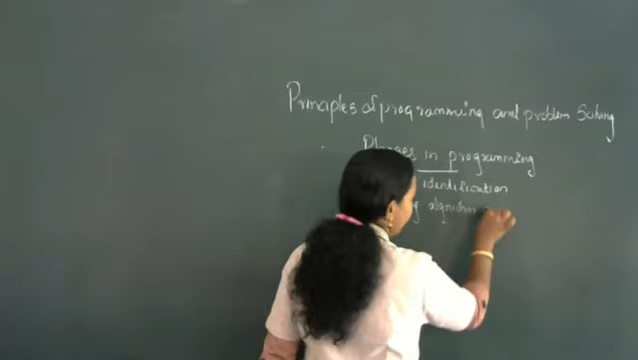 Principles of programming and problem Solving
Phases in programming
identification
algorithm